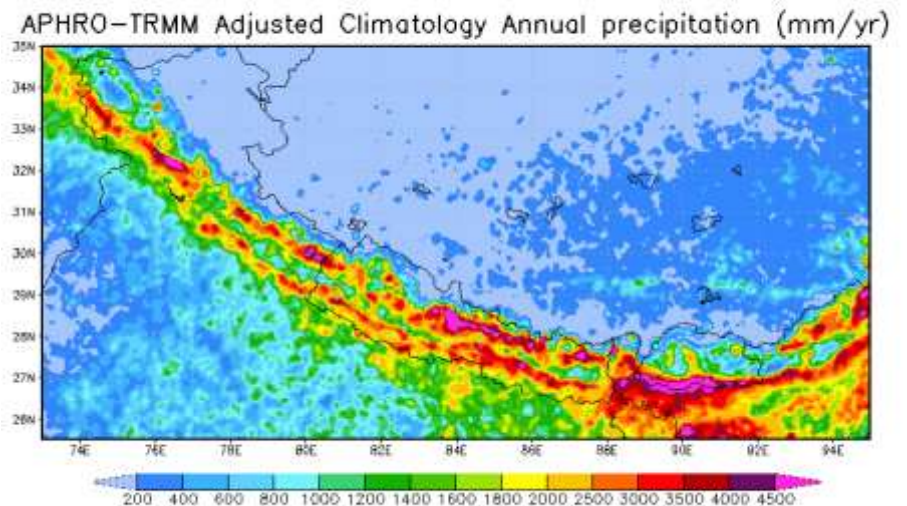 APHRO-TRMM Adjusted Climatology Annual precipitation (mm/yr)
35N
34N
33N
32N
31N
30N
29N
28N
27N
26N
74E 76E 78E 80E 82E 84E 86E 88E 90E 92E 94E
200 400 600 800 1000 1200 1400 1600 1800 2000 2500 3000 3500 4000 4500